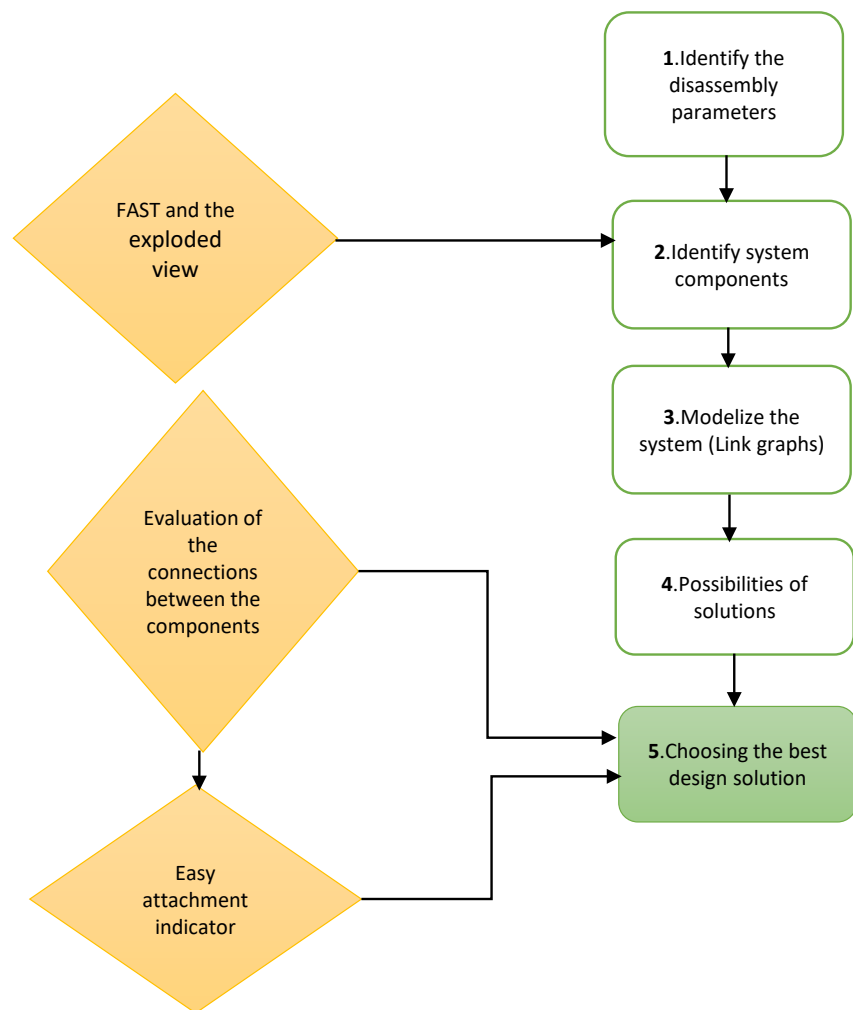 1.Identify the
disassembly
parameters
FAST and the
exploded
view
2.Identify system
components
3.Modelize the
system (Link graphs)
Evaluation of
the
connections
between the
components
4.Possibilities of
solutions
5.Choosing the best
design solution
Easy
attachment
indicator